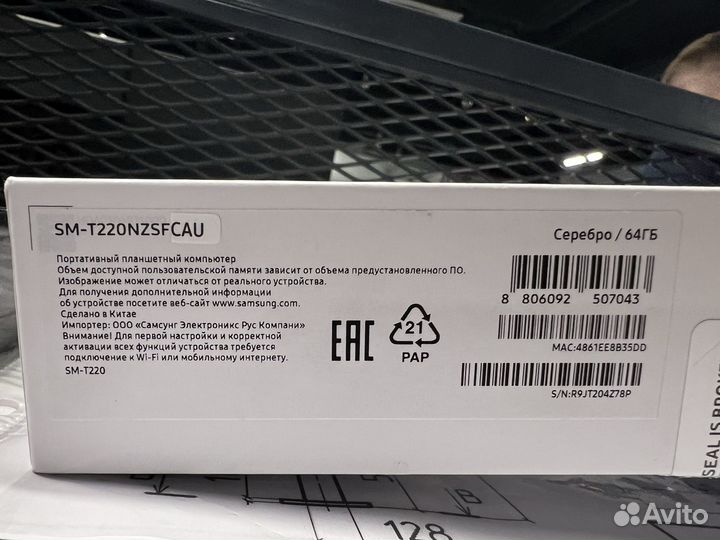 SM-T220NZSFCAU
Серебро / 64ГБ
Портативный планшетный компьютер
Объем доступной пользовательской памяти зависит от объема предустановленного ПО.
Изображение может отличаться от реального устройства.
Для получения дополнительной информации
об устройстве посетите веб-сайт www.samsung.com.
Сделано в Китае
Импортер: ООО «Самсунг Электроникс Рус Компани»
Внимание! Для первой настройки и корректной
активации всех функций устройства требуется
подключение к Wi-Fi или мобильному интернету.
SM-T220
EAC
21
PAP
8 806092 507043
MAC:4861EE8B35DD
S/N:R9JT204Z78P
SEAL IS
B
128
Avito